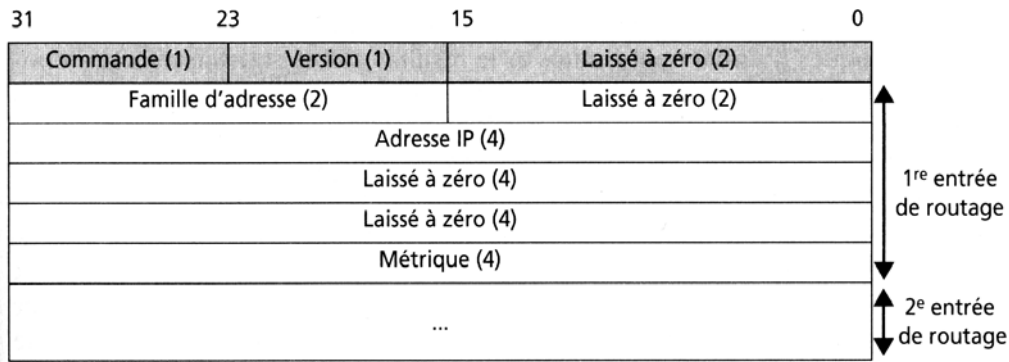 31 23 15 0
Commande (1) Version (1) Laissé à zéro (2)
Famille d'adresse (2) Laissé à zéro (2)
Adresse IP (4)
Laissé à zéro (4)
Laissé à zéro (4)
Métrique (4)
1re entrée
de routage
...
2e entrée
de routage